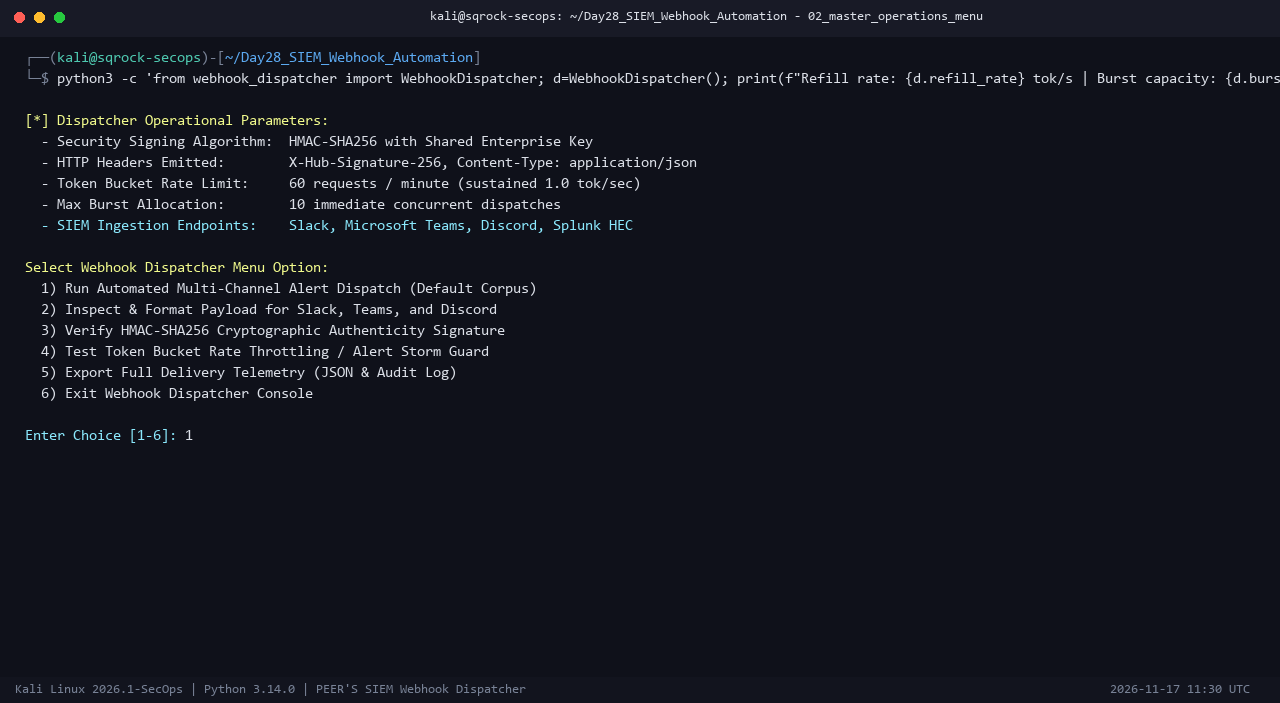 kali@sqrock-secops: ~/Day28_SIEM_Webhook_Automation - 02_master_operations_menu
┌──(kali@sqrock-secops)-[~/Day28_SIEM_Webhook_Automation]
└─$ python3 -c 'from webhook_dispatcher import WebhookDispatcher; d=WebhookDispatcher(); print(f"Refill rate: {d.refill_rate} tok/s | Burst capacity: {d.burs
[*] Dispatcher Operational Parameters:
- Security Signing Algorithm: HMAC-SHA256 with Shared Enterprise Key
- HTTP Headers Emitted: X-Hub-Signature-256, Content-Type: application/json
- Token Bucket Rate Limit: 60 requests / minute (sustained 1.0 tok/sec)
- Max Burst Allocation: 10 immediate concurrent dispatches
- SIEM Ingestion Endpoints: Slack, Microsoft Teams, Discord, Splunk HEC
Select Webhook Dispatcher Menu Option:
1) Run Automated Multi-Channel Alert Dispatch (Default Corpus)
2) Inspect & Format Payload for Slack, Teams, and Discord
3) Verify HMAC-SHA256 Cryptographic Authenticity Signature
4) Test Token Bucket Rate Throttling / Alert Storm Guard
5) Export Full Delivery Telemetry (JSON & Audit Log)
6) Exit Webhook Dispatcher Console
Enter Choice [1-6]: 1
Kali Linux 2026.1-SecOps | Python 3.14.0 | PEER'S SIEM Webhook Dispatcher
2026-11-17 11:30 UTC